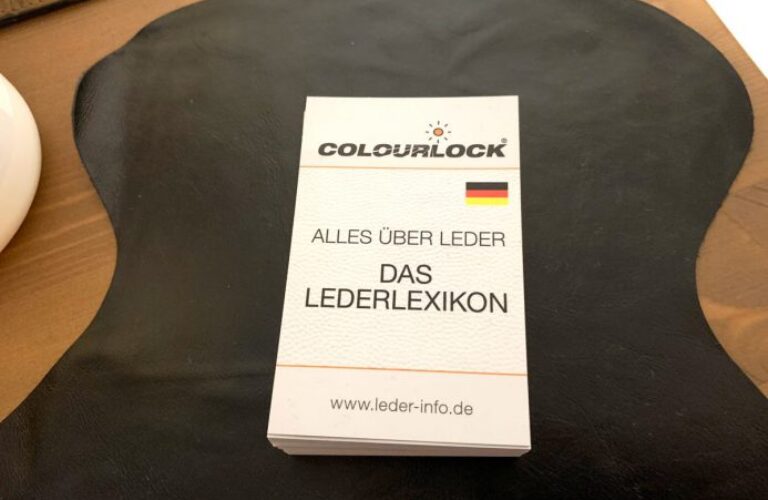 COLOURLOCK®
ALLES ÜBER LEDER
DAS
LEDERLEXIKON
www.leder-info.de